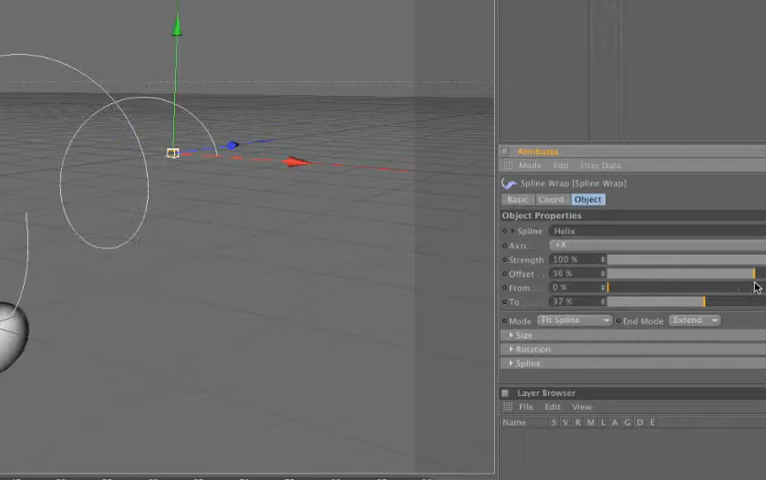 Attributes
Mode Edit User Data
Spline Wrap [Spline Wrap]
Basic Coord. Object
Object Properties
Spline Helix
Axis +X
Strength 100 %
Offset 56 %
From 0 %
To 37 %
Mode Fit Spline End Mode Extend
Size
Rotation
Spline
Layer Browser
File Edit View
Name S V R M L A G D E